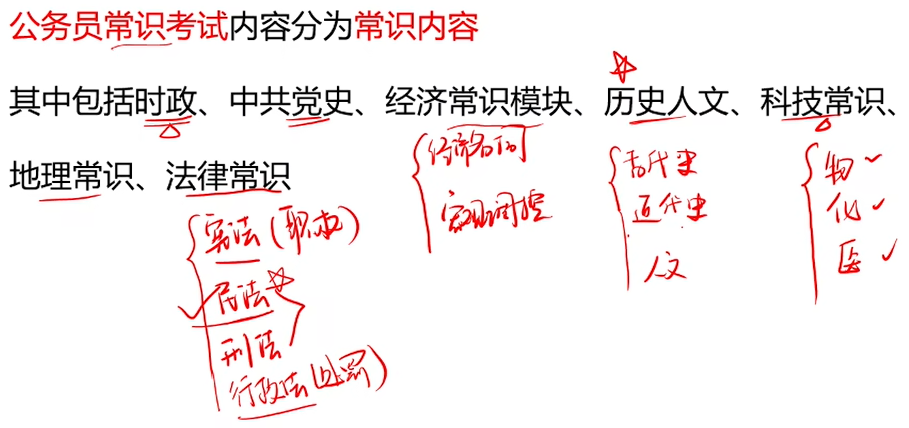 公务员常识考试内容分为常识内容
其中包括时政、中共党史、经济常识模块、历史人文、科技常识、
地理常识、法律常识
经济名词
宏观调控
古代史
近代史
人文
物
化
医
宪法(职权)
民法
刑法
行政法(处罚)